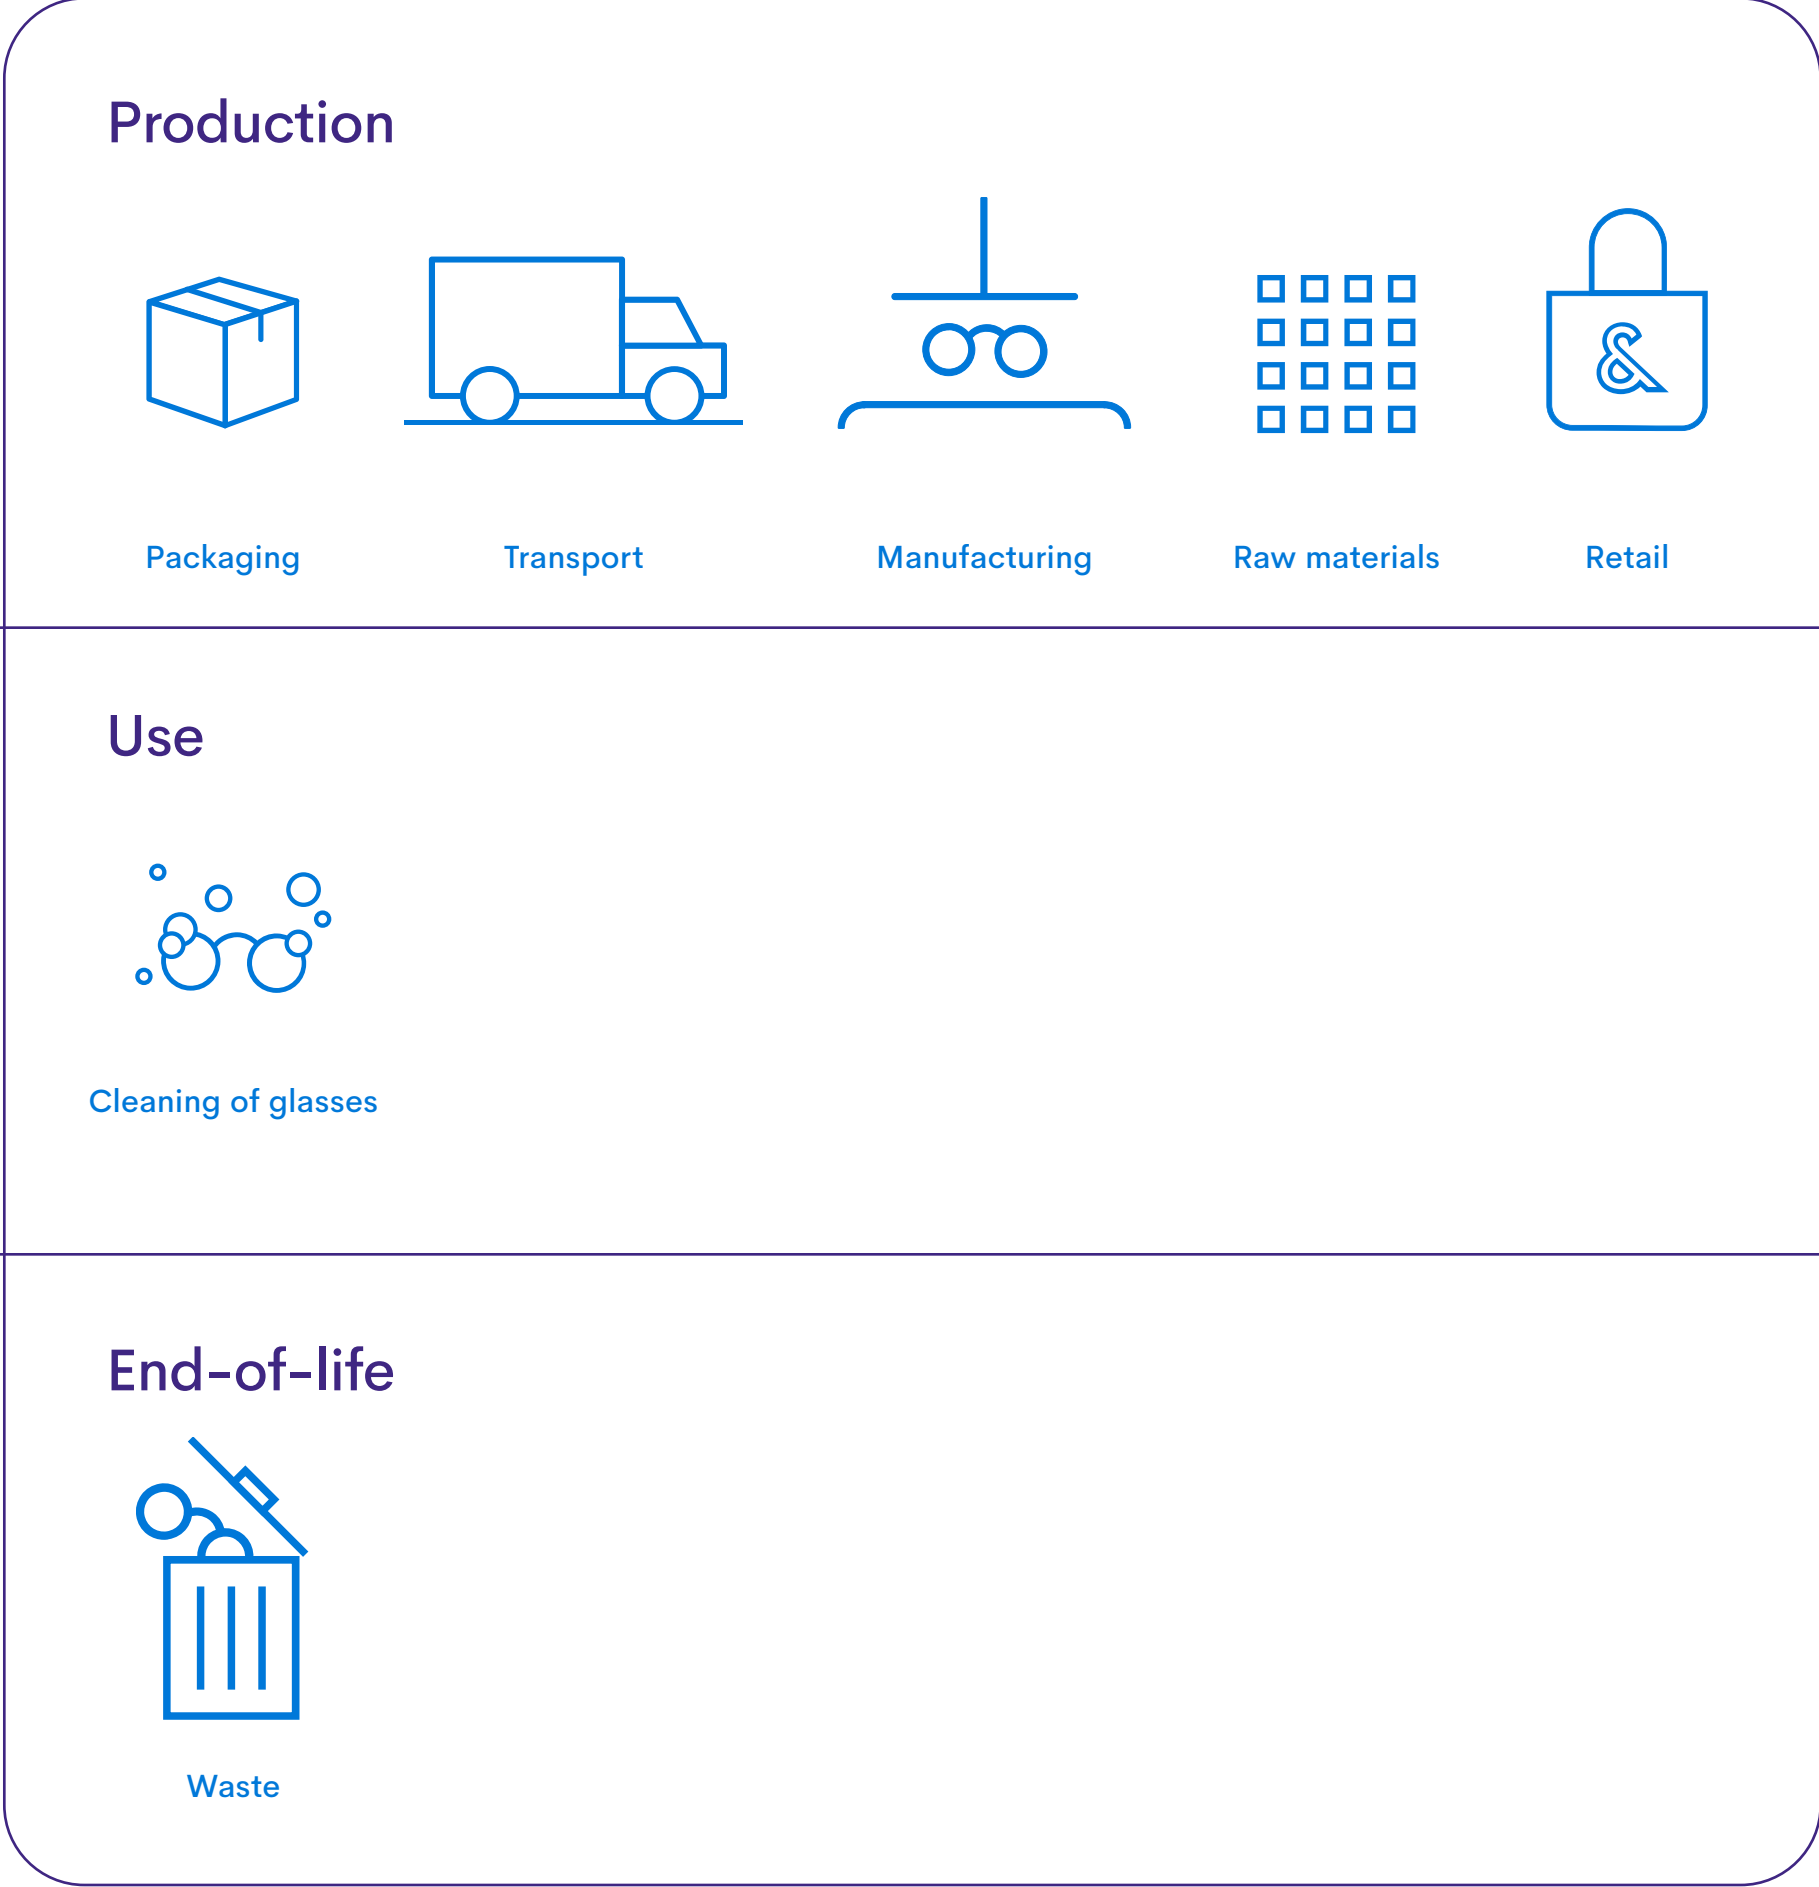 Production
&
Packaging
Transport
Manufacturing
Raw materials
Retail
Use
Cleaning of glasses
End-of-life
Waste